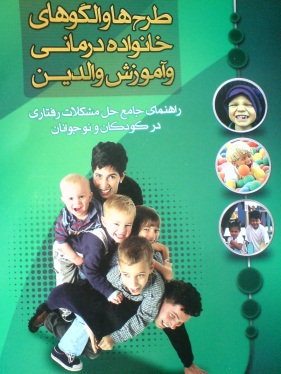 طرح‌ها و الگوهای
خانواده درمانی
و آموزش والدین
راهنمای جامع حل مشکلات رفتاری
در کودکان و نوجوانان